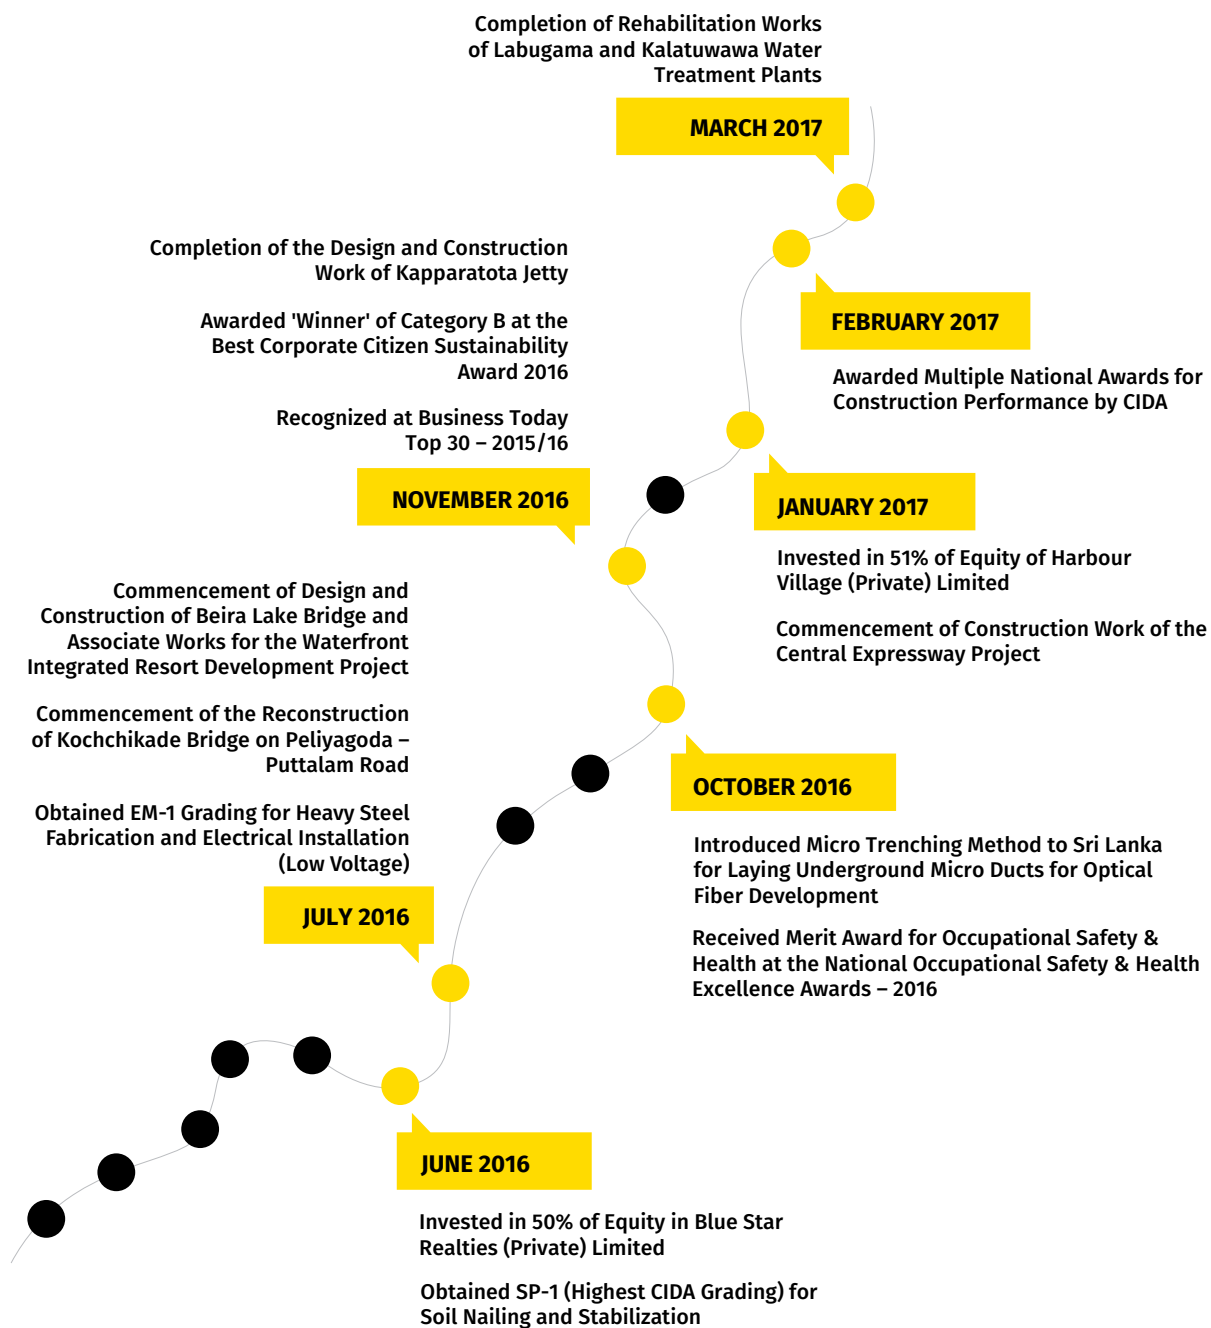 Completion of Rehabilitation Works
of Labugama and Kalatuwawa Water
Treatment Plants
MARCH 2017
FEBRUARY 2017
Awarded Multiple National Awards for
Construction Performance by CIDA
Completion of the Design and Construction
Work of Kapparatota Jetty
Awarded 'Winner' of Category B at the
Best Corporate Citizen Sustainability
Award 2016
Recognized at Business Today
Top 30 – 2015/16
NOVEMBER 2016
JANUARY 2017
Invested in 51% of Equity of Harbour
Village (Private) Limited
Commencement of Construction Work of the
Central Expressway Project
Commencement of Design and
Construction of Beira Lake Bridge and
Associate Works for the Waterfront
Integrated Resort Development Project
Commencement of the Reconstruction
of Kochchikade Bridge on Peliyagoda –
Puttalam Road
Obtained EM-1 Grading for Heavy Steel
Fabrication and Electrical Installation
(Low Voltage)
JULY 2016
OCTOBER 2016
Introduced Micro Trenching Method to Sri Lanka
for Laying Underground Micro Ducts for Optical
Fiber Development
Received Merit Award for Occupational Safety &
Health at the National Occupational Safety & Health
Excellence Awards – 2016
JUNE 2016
Invested in 50% of Equity in Blue Star
Realties (Private) Limited
Obtained SP-1 (Highest CIDA Grading) for
Soil Nailing and Stabilization